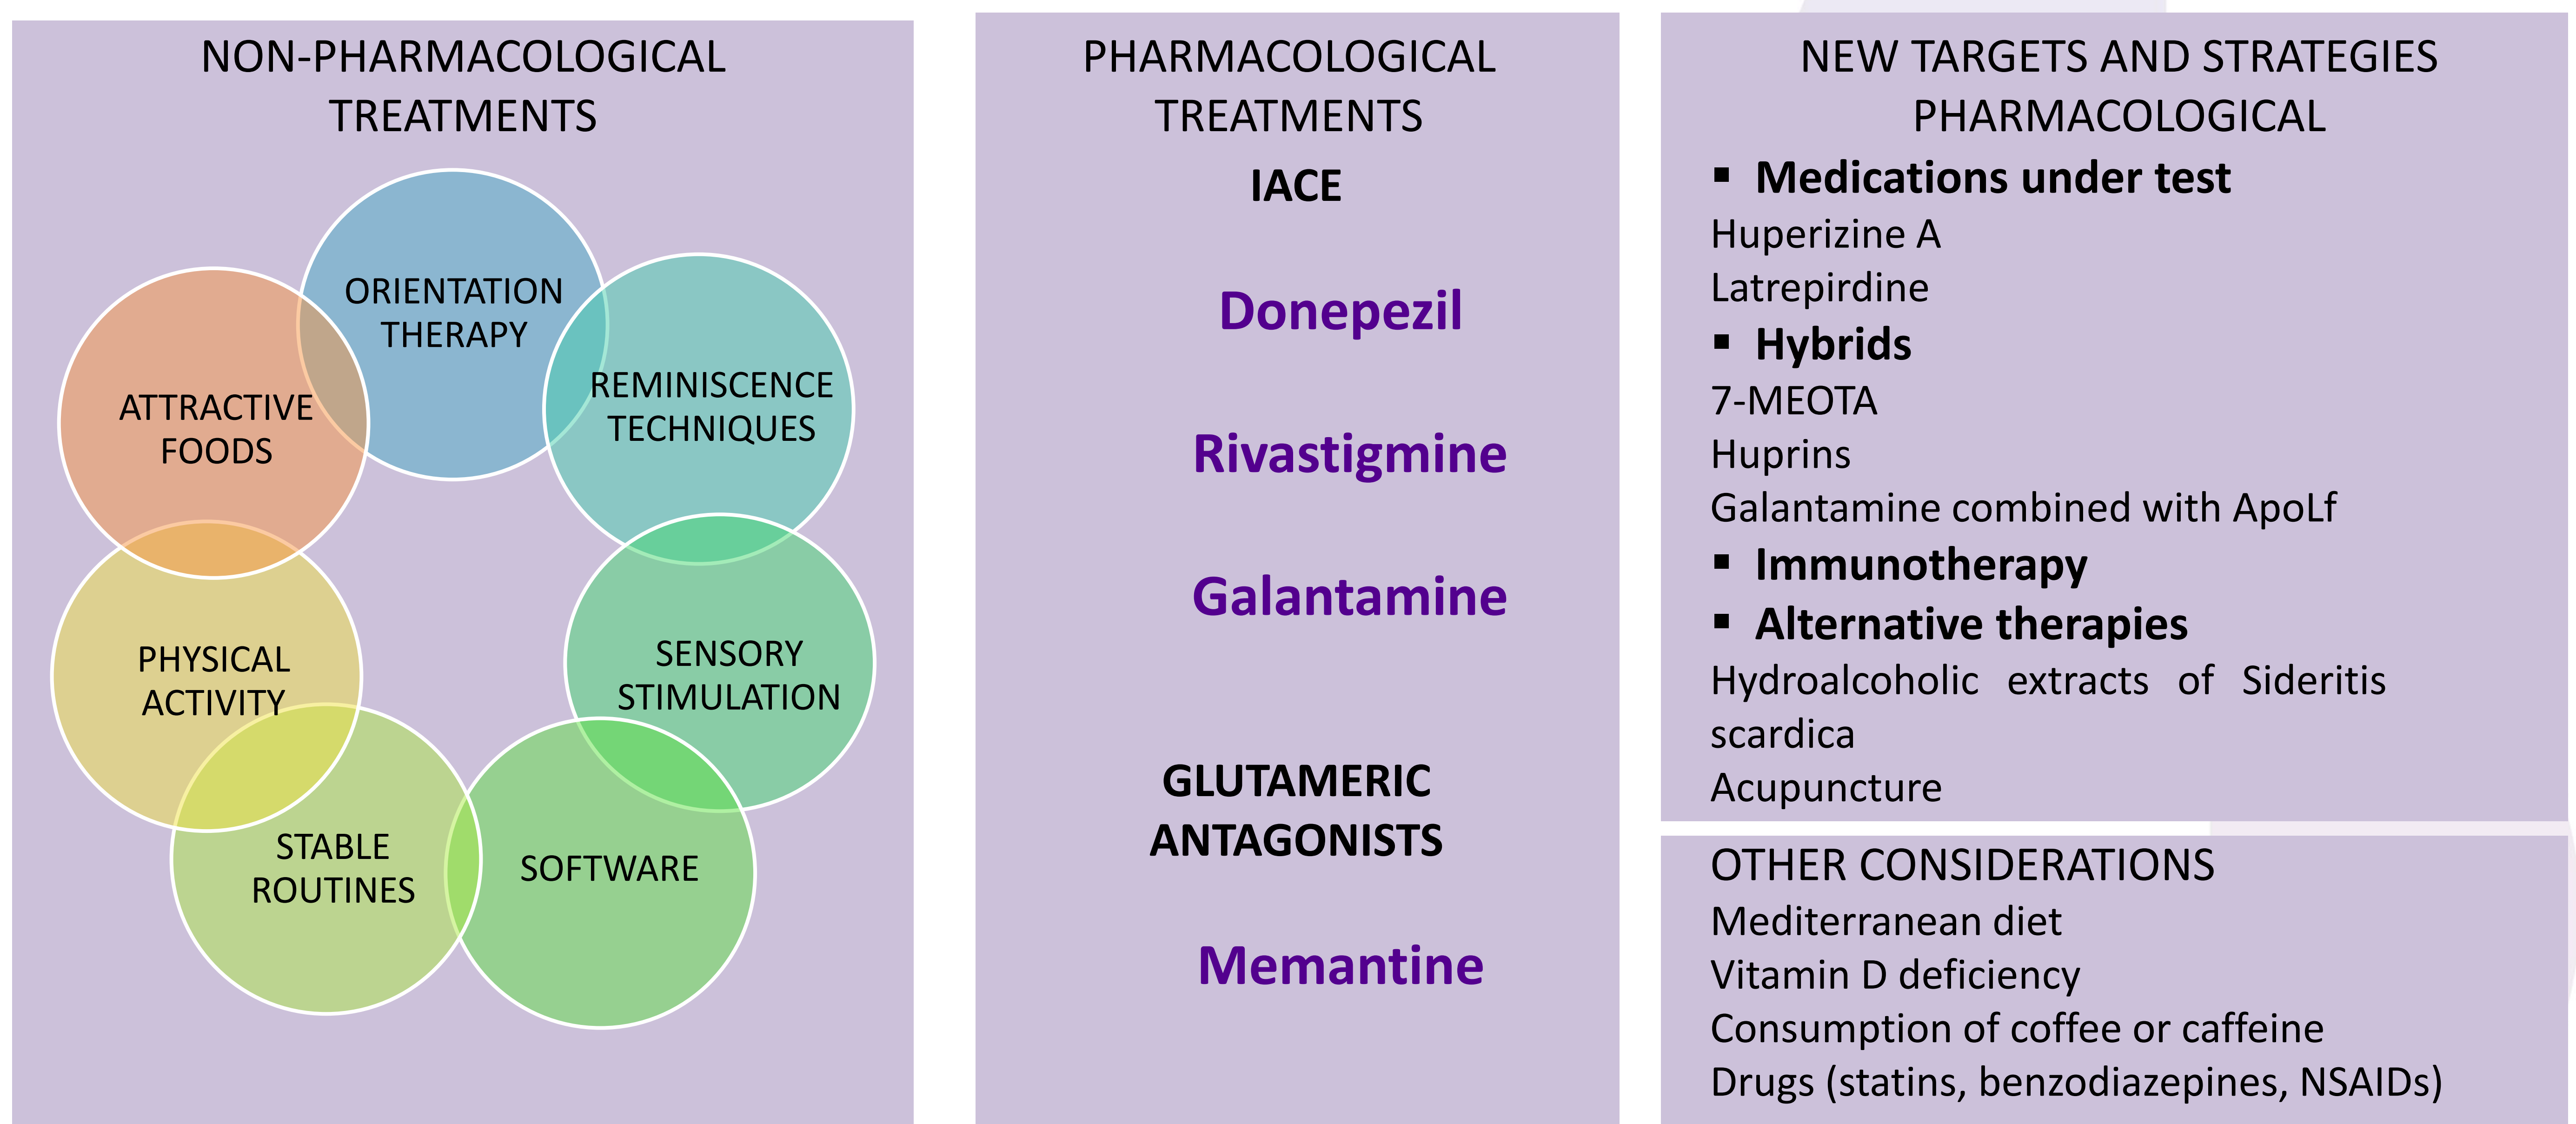 NON-PHARMACOLOGICAL
TREATMENTS
ORIENTATION
THERAPY
REMINISCENCE
TECHNIQUES
SENSORY
STIMULATION
SOFTWARE
STABLE
ROUTINES
PHYSICAL
ACTIVITY
ATTRACTIVE
FOODS
PHARMACOLOGICAL
TREATMENTS
IACE
Donepezil
Rivastigmine
Galantamine
GLUTAMERIC
ANTAGONISTS
Memantine
NEW TARGETS AND STRATEGIES
PHARMACOLOGICAL
▪ Medications under test
Huperizine A
Latrepirdine
▪ Hybrids
7-MEOTA
Huprins
Galantamine combined with ApoLf
▪ Immunotherapy
▪ Alternative therapies
Hydroalcoholic extracts of Sideritis
scardica
Acupuncture
OTHER CONSIDERATIONS
Mediterranean diet
Vitamin D deficiency
Consumption of coffee or caffeine
Drugs (statins, benzodiazepines, NSAIDs)